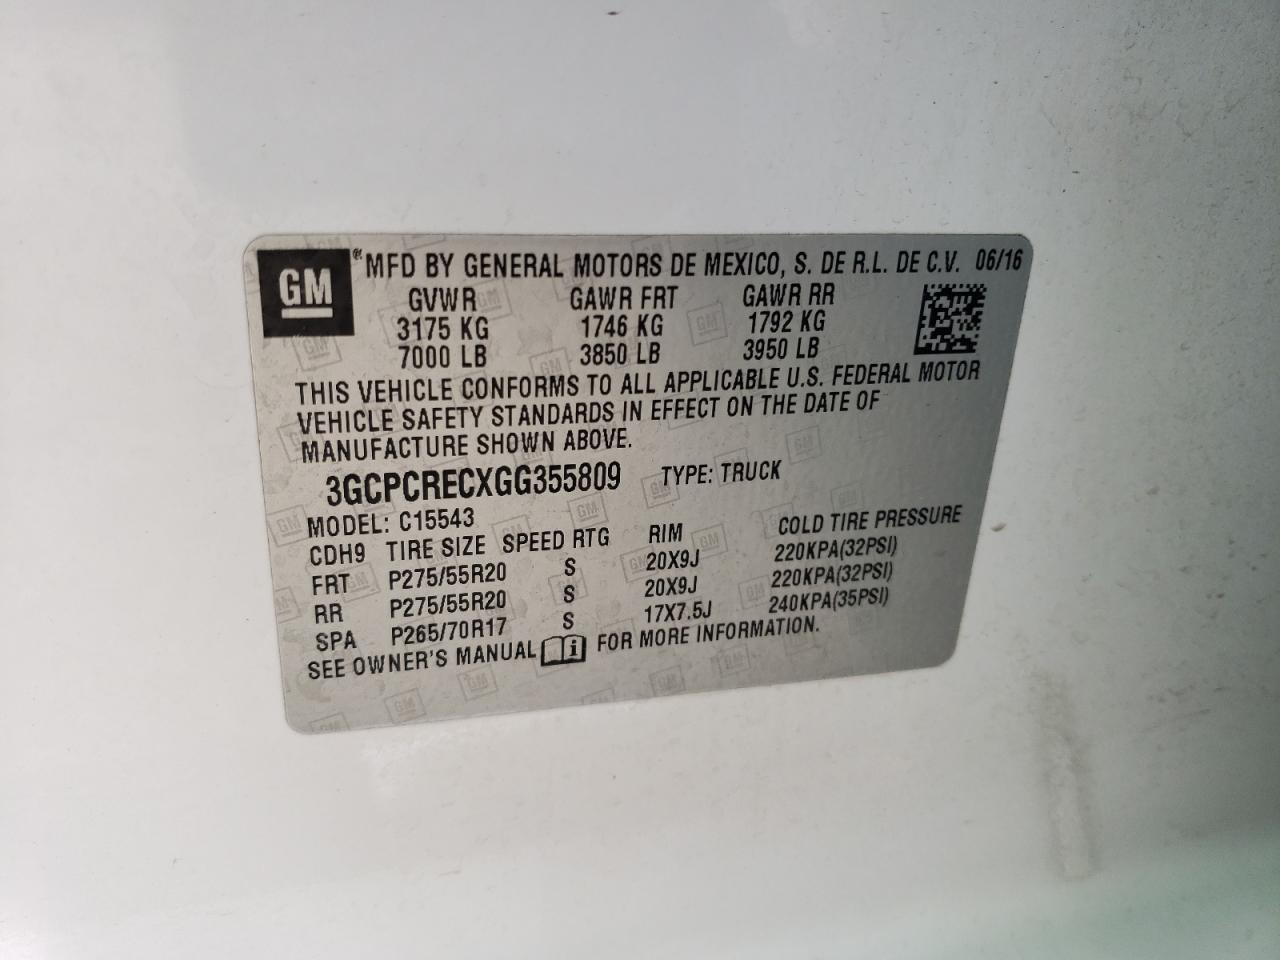 GM ® MFD BY GENERAL MOTORS DE MEXICO, S. DE R.L. DE C.V. 06/16
GVWR GAWR FRT GAWR RR
3175 KG 1746 KG 1792 KG
7000 LB 3850 LB 3950 LB
THIS VEHICLE CONFORMS TO ALL APPLICABLE U.S. FEDERAL MOTOR
VEHICLE SAFETY STANDARDS IN EFFECT ON THE DATE OF
MANUFACTURE SHOWN ABOVE.
3GCPCRECXGG355809 TYPE: TRUCK
MODEL: C15543
CDH9 TIRE SIZE SPEED RTG RIM COLD TIRE PRESSURE
FRT P275/55R20 S 20X9J 220KPA(32PSI)
RR P275/55R20 S 20X9J 220KPA(32PSI)
SPA P265/70R17 S 17X7.5J 240KPA(35PSI)
SEE OWNER'S MANUAL FOR MORE INFORMATION.